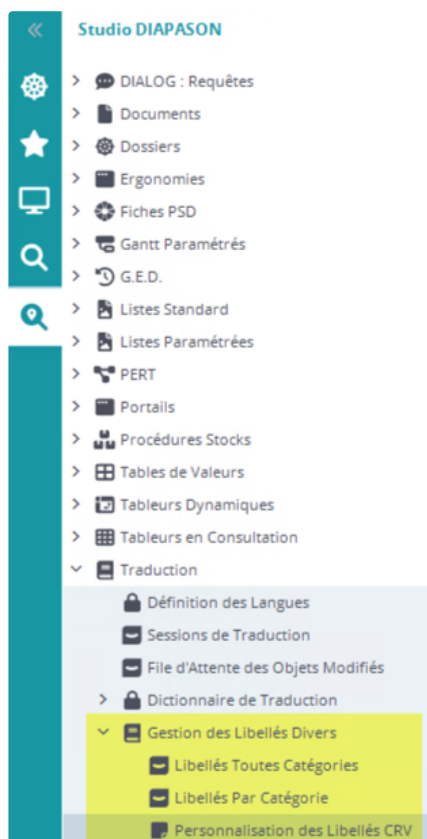 Studio DIAPASON
DIALOG : Requêtes
Documents
Dossiers
Ergonomies
Fiches PSD
Gantt Paramétrés
G.E.D.
Listes Standard
Listes Paramétrées
PERT
Portails
Procédures Stocks
Tables de Valeurs
Tableurs Dynamiques
Tableurs en Consultation
Traduction
Définition des Langues
Sessions de Traduction
File d'Attente des Objets Modifiés
Dictionnaire de Traduction
Gestion des Libellés Divers
Libellés Toutes Catégories
Libellés Par Catégorie
Personnalisation des Libellés CRV